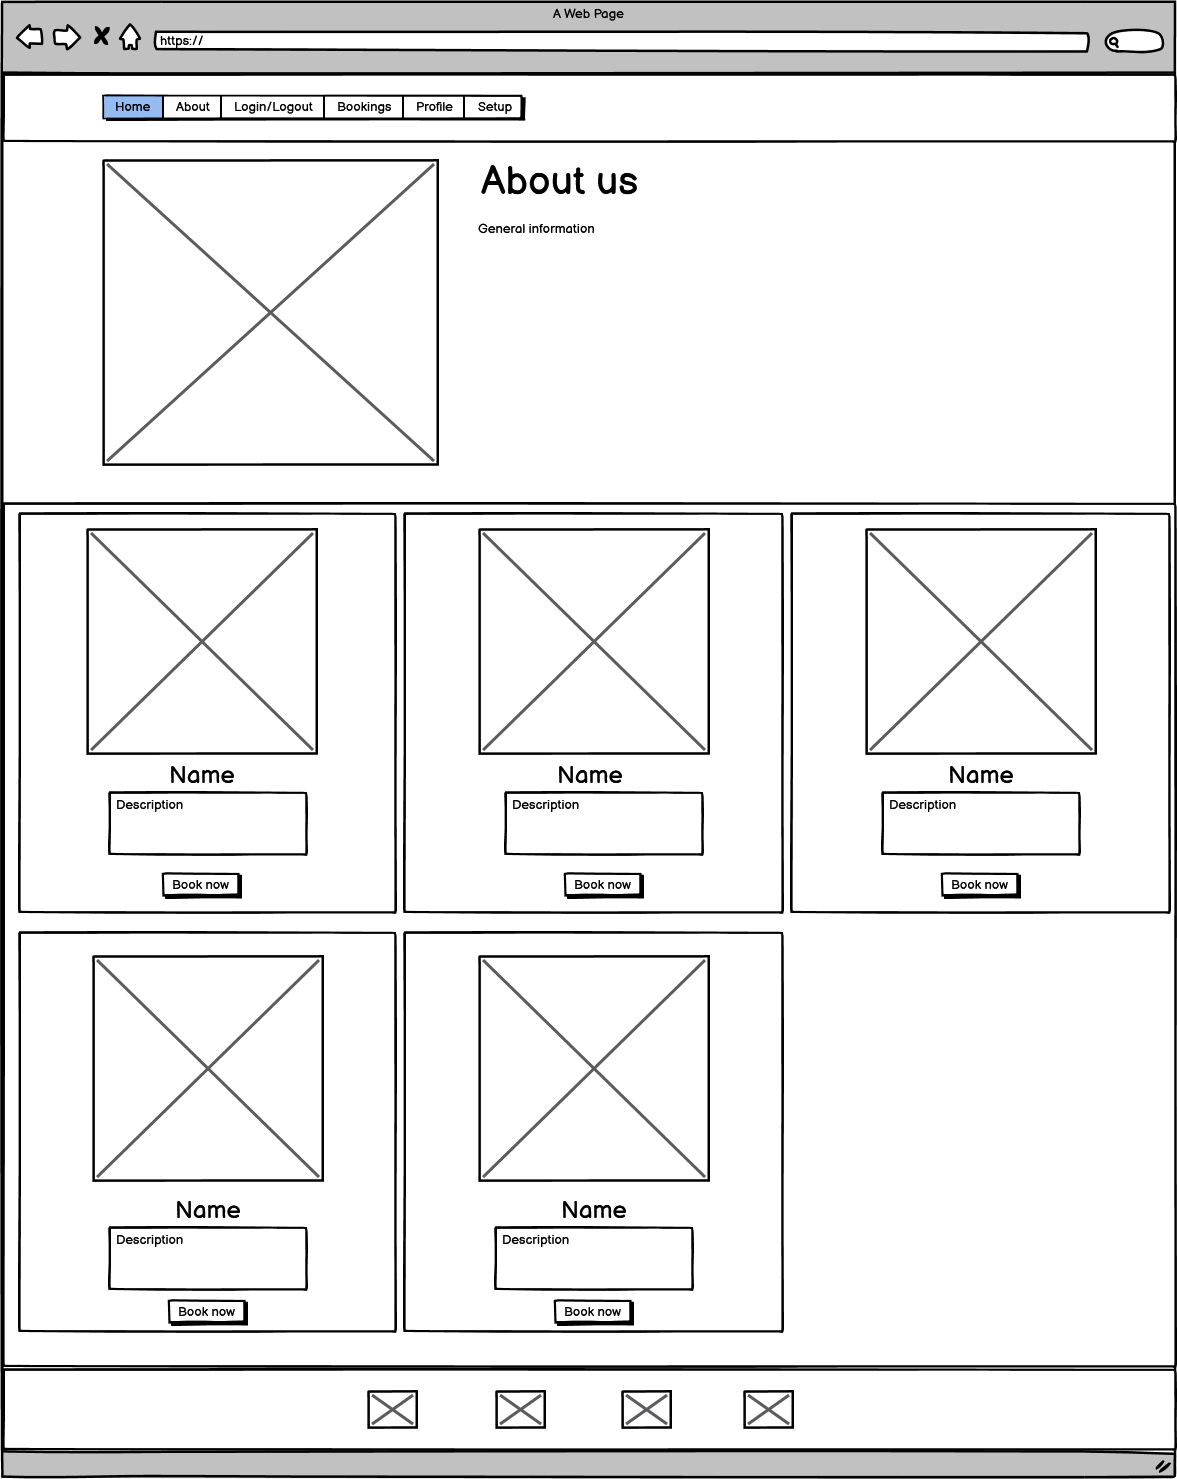 A Web Page
https://
Home About Login/Logout Bookings Profile Setup
About us
General information
Name Name Name
Description Description Description
Book now Book now Book now
Name Name
Description Description
Book now Book now